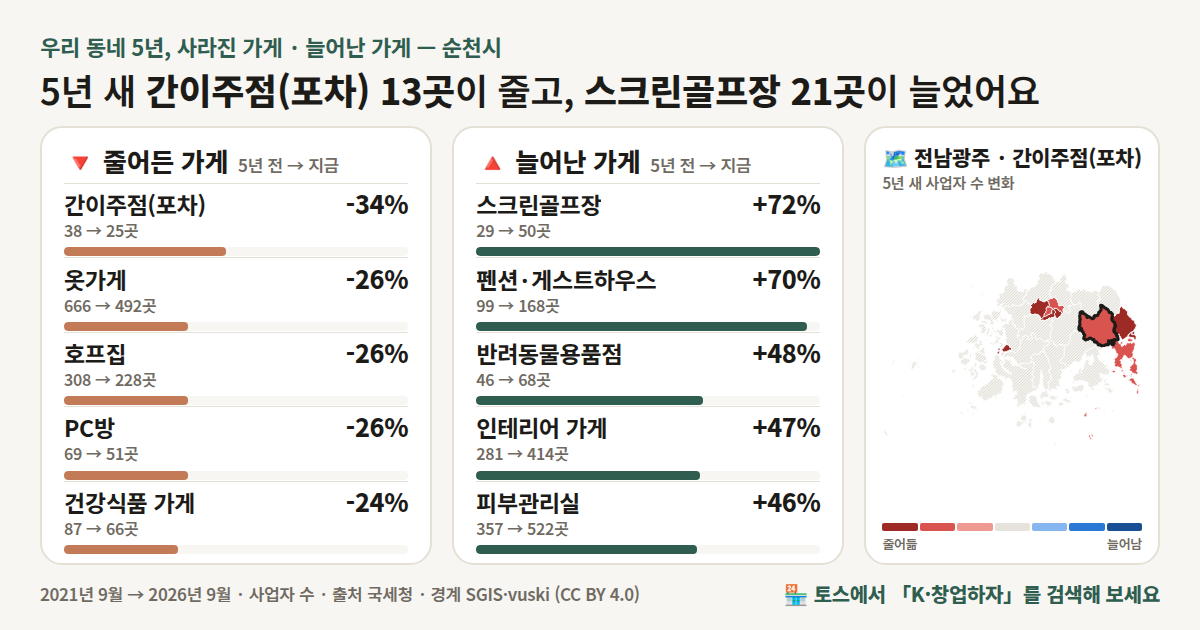 우리 동네 5년, 사라진 가게 · 늘어난 가게 — 순천시
5년 새 간이주점(포차) 13곳이 줄고, 스크린골프장 21곳이 늘었어요
🔻 줄어든 가게 5년 전 → 지금
간이주점(포차) -34%
38 → 25곳
옷가게 -26%
666 → 492곳
호프집 -26%
308 → 228곳
PC방 -26%
69 → 51곳
건강식품 가게 -24%
87 → 66곳
🔺 늘어난 가게 5년 전 → 지금
스크린골프장 +72%
29 → 50곳
펜션·게스트하우스 +70%
99 → 168곳
반려동물용품점 +48%
46 → 68곳
인테리어 가게 +47%
281 → 414곳
피부관리실 +46%
357 → 522곳
🗺️ 전남광주 · 간이주점(포차)
5년 새 사업자 수 변화
줄어듦 늘어남
2021년 9월 → 2026년 9월 · 사업자 수 · 출처 국세청 · 경계 SGIS·vuski (CC BY 4.0)
🏪 토스에서 「K·창업하자」를 검색해 보세요